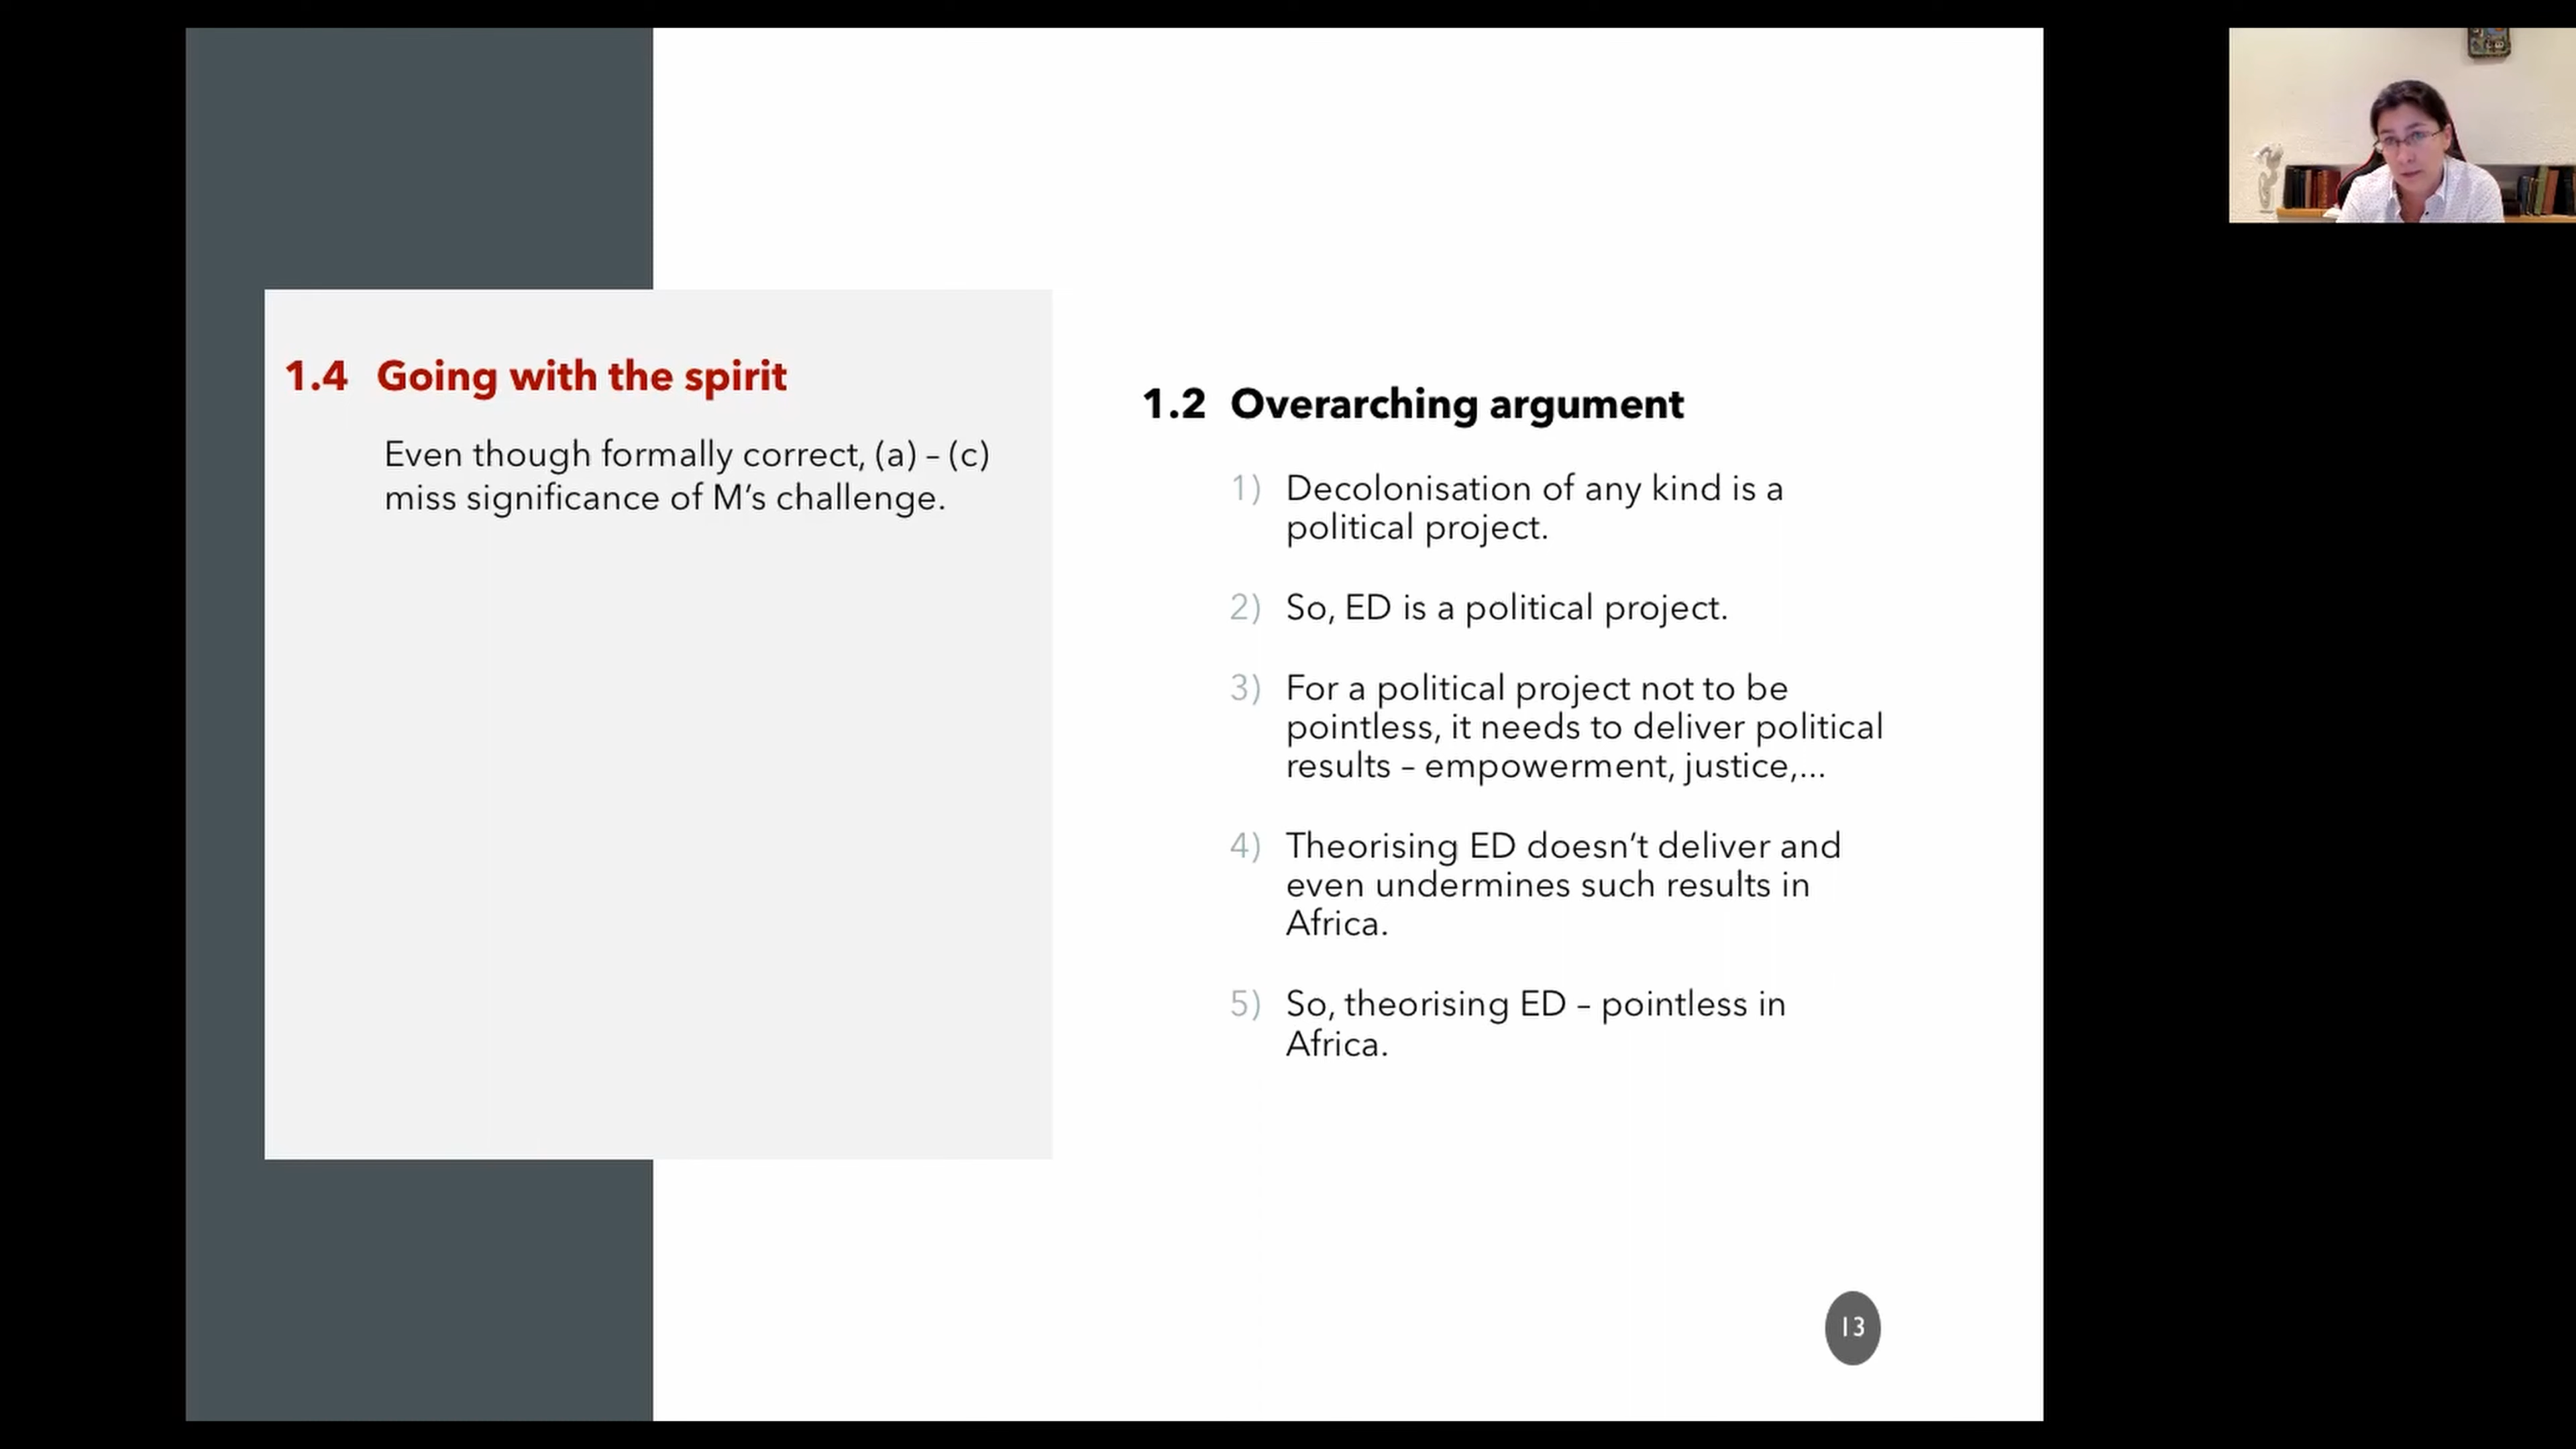 1.4 Going with the spirit
Even though formally correct, (a) – (c)
miss significance of M’s challenge.
1.2 Overarching argument
1) Decolonisation of any kind is a
political project.
2) So, ED is a political project.
3) For a political project not to be
pointless, it needs to deliver political
results – empowerment, justice,...
4) Theorising ED doesn’t deliver and
even undermines such results in
Africa.
5) So, theorising ED – pointless in
Africa.
13